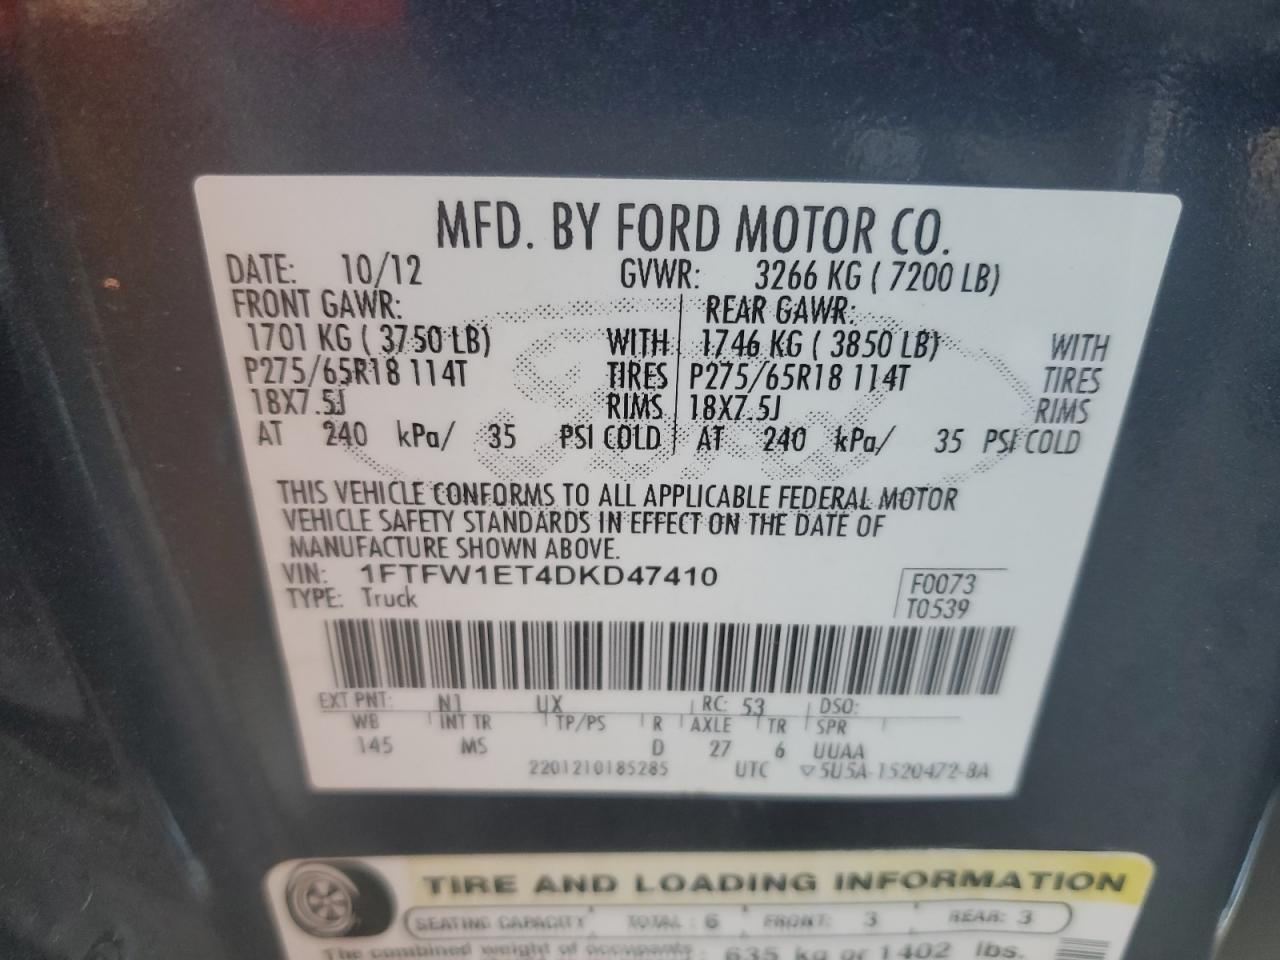 MFD. BY FORD MOTOR CO.
DATE: 10/12 GVWR: 3266 KG ( 7200 LB)
FRONT GAWR: REAR GAWR:
1701 KG ( 3750 LB) WITH 1746 KG ( 3850 LB) WITH
P275/65R18 114T TIRES P275/65R18 114T TIRES
18X7.5J RIMS 18X7.5J RIMS
AT 240 kPa/ 35 PSI COLD AT 240 kPa/ 35 PSI COLD
THIS VEHICLE CONFORMS TO ALL APPLICABLE FEDERAL MOTOR
VEHICLE SAFETY STANDARDS IN EFFECT ON THE DATE OF
MANUFACTURE SHOWN ABOVE.
VIN: 1FTFW1ET4DKD47410 F0073
TYPE: Truck T0539
EXT PNT: N1 UX RC: 53 DSO:
WB INT TR TP/PS R AXLE TR SPR
145 MS D 27 6 UUAA
2201210185285 UTC ▽5U5A-1520472-BA
TIRE AND LOADING INFORMATION
SEATING CAPACITY TOTAL: 6 FRONT: 3 REAR: 3
The combined weight of occupants 635 kg or 1402 lbs.